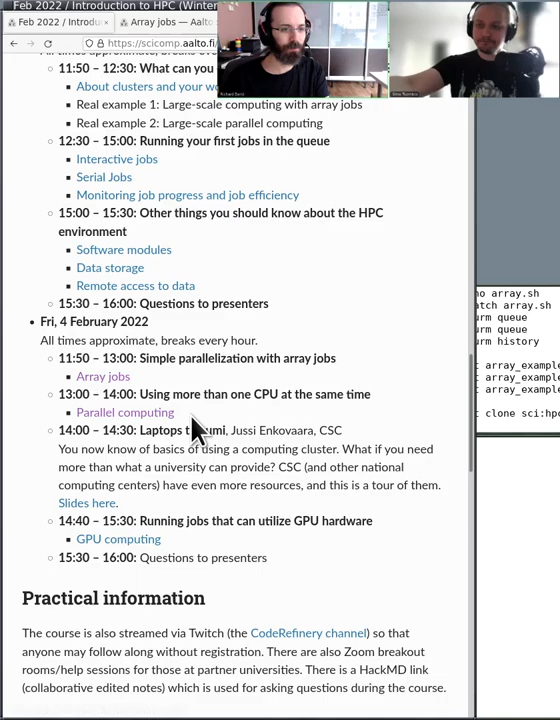 Feb 2022 / Introduction to HPC (Winter
Feb 2022 / Introdu
Array jobs — Aalto
https://scicomp.aalto.fi
11:50 – 12:30: What can you
About clusters and your wo
Real example 1: Large-scale computing with array jobs
Real example 2: Large-scale parallel computing
12:30 – 15:00: Running your first jobs in the queue
Interactive jobs
Serial Jobs
Monitoring job progress and job efficiency
15:00 – 15:30: Other things you should know about the HPC
environment
Software modules
Data storage
Remote access to data
15:30 – 16:00: Questions to presenters
Fri, 4 February 2022
All times approximate, breaks every hour.
11:50 – 13:00: Simple parallelization with array jobs
Array jobs
13:00 – 14:00: Using more than one CPU at the same time
Parallel computing
14:00 – 14:30: Laptops t umi, Jussi Enkovaara, CSC
You now know of basics of using a computing cluster. What if you need
more than what a university can provide? CSC (and other national
computing centers) have even more resources, and this is a tour of them.
Slides here.
14:40 – 15:30: Running jobs that can utilize GPU hardware
GPU computing
15:30 – 16:00: Questions to presenters
Practical information
The course is also streamed via Twitch (the CodeRefinery channel) so that
anyone may follow along without registration. There are also Zoom breakout
rooms/help sessions for those at partner universities. There is a HackMD link
(collaborative edited notes) which is used for asking questions during the course.
no array.sh
atch array.sh
urm queue
urm queue
urm history
t array_example
t array_example
t array_example
t clone sci:hpc